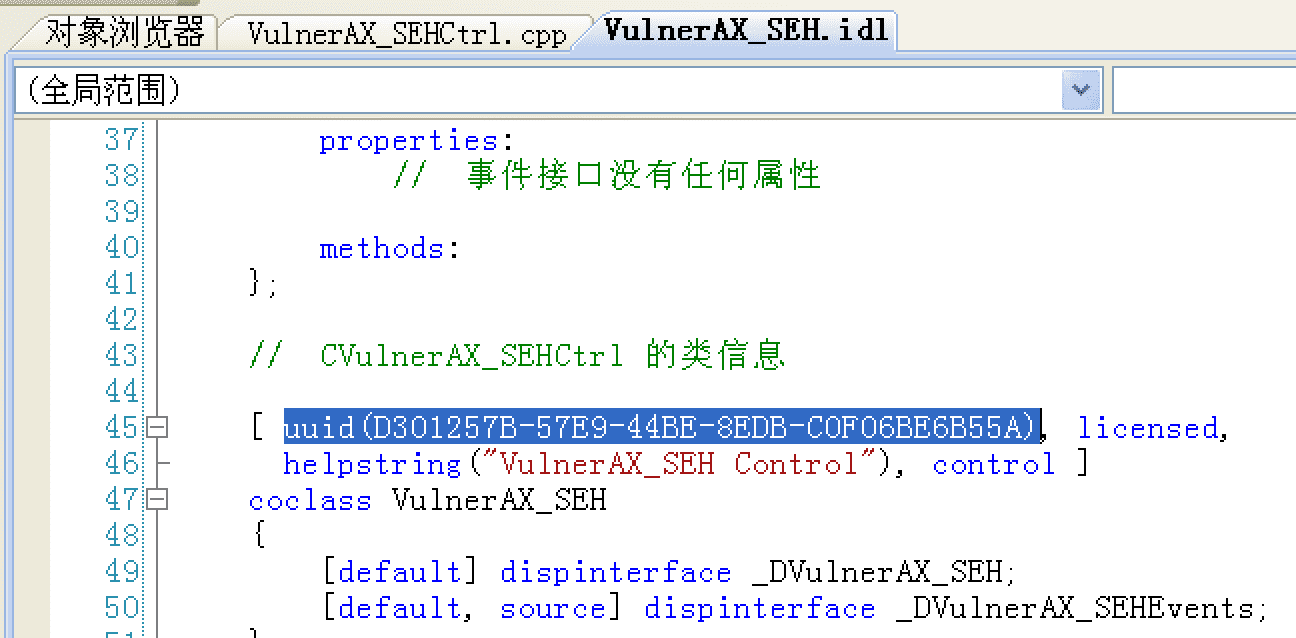 对象浏览器 VulnerAX_SEHCtrl.cpp VulnerAX_SEH.idl
(全局范围)
37 properties:
38 // 事件接口没有任何属性
39
40 methods:
41 };
42
43 // CVulnerAX_SEHCtrl 的类信息
44
45 [ uuid(D301257B-57E9-44BE-8EDB-C0F06BE6B55A), licensed,
46 helpstring("VulnerAX_SEH Control"), control ]
47 coclass VulnerAX_SEH
48 {
49 [default] dispinterface _DVulnerAX_SEH;
50 [default, source] dispinterface _DVulnerAX_SEHEvents;